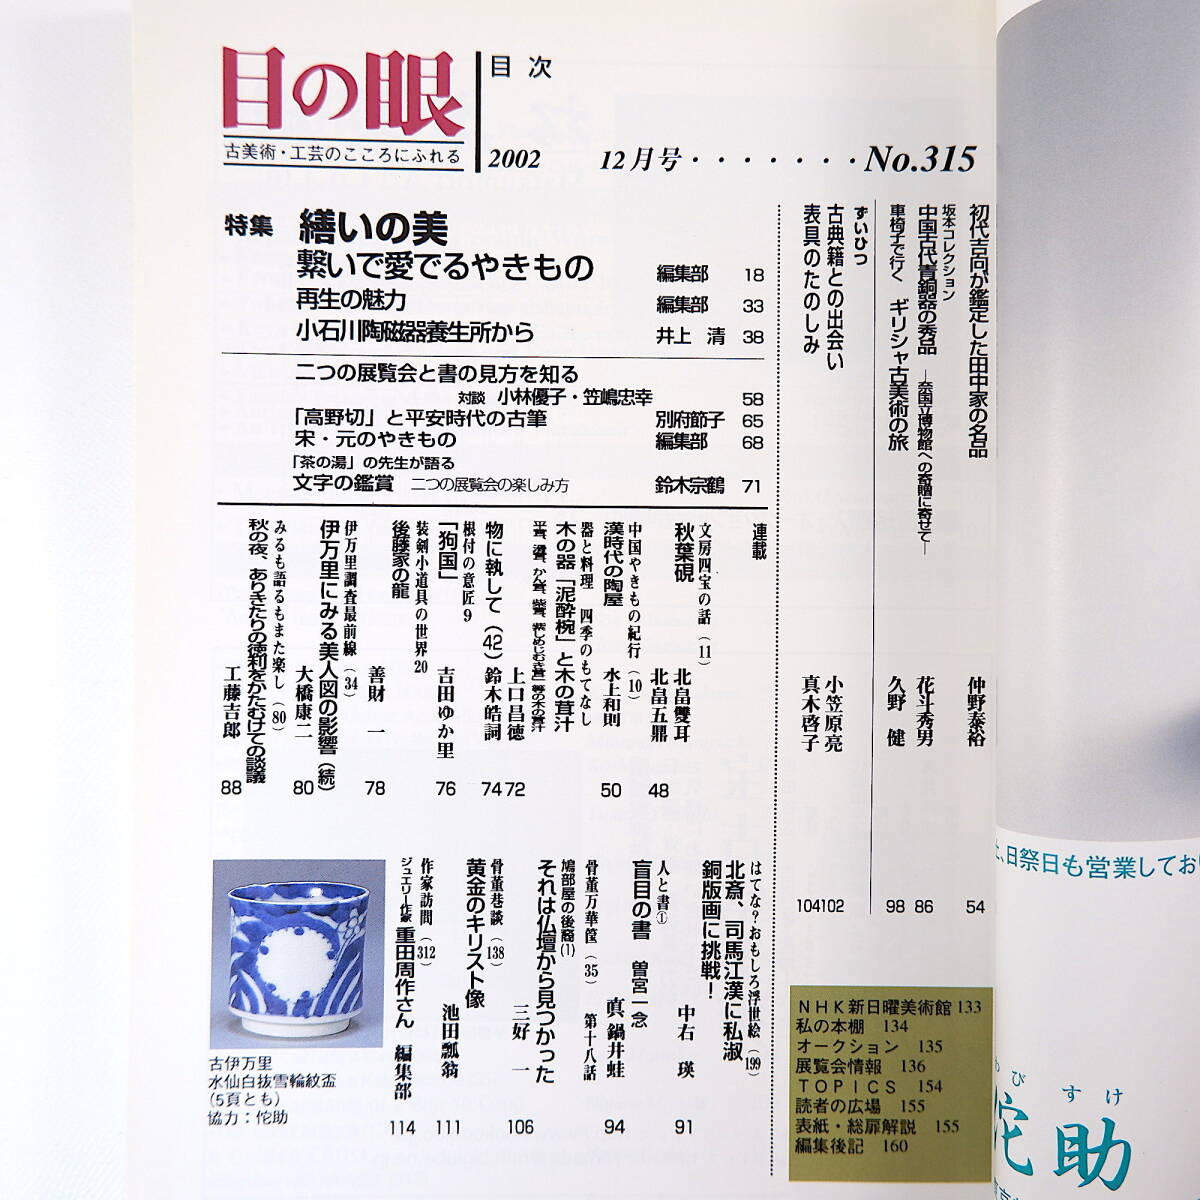 目の眼
古美術・工芸のこころにふれる
目次
2002 12月号・・・・・・・No.315
特集 繕いの美
繋いで愛でるやきもの 編集部 18
再生の魅力 編集部 33
小石川陶磁器養生所から 井上 清 38
二つの展覧会と書の見方を知る
対談 小林優子・笠嶋忠幸 58
「高野切」と平安時代の古筆 別府節子 65
宋・元のやきもの 編集部 68
「茶の湯」の先生が語る
文字の鑑賞 二つの展覧会の楽しみ方 鈴木宗鶴 71
初代吉向が鑑定した田中家の名品 仲野泰裕 54
坂本コレクション
中国古代青銅器の秀品 ―奈国立博物館への寄贈に寄せて― 花斗秀男 86
車椅子で行く ギリシャ古美術の旅 久野 健 98
ずいひつ
古典籍との出会い 小笠原亮 102
表具のたのしみ 真木啓子 104
連載
文房四宝の話(11)
秋葉硯 北畠雙耳
北畠五鼎 48
中国やきもの紀行(10)
漢時代の陶屋 水上和則 50
器と料理 四季のもてなし
木の器「泥酔椀」と木の茸汁
上口昌徳 72
物に執して(42) 鈴木皓詞 74
根付の意匠9
「狗国」 吉田ゆか里 76
装剣小道具の世界20
後藤家の龍 善財 一 78
伊万里調査最前線(34)
伊万里にみる美人図の影響(続) 大橋康二 80
みるも語るもまた楽し(80)
秋の夜、ありきたりの徳利をかたむけての談議 工藤吉郎 88
はてな?おもしろ浮世絵(199)
北斎、司馬江漢に私淑
銅版画に挑戦! 中右 瑛 91
人と書①
盲目の書 曽宮一念 真鍋井蛙 94
骨董万華筐(35) 第十八話
鳩部屋の後裔(1)
それは仏壇から見つかった 三好 一 106
骨董巷談(138)
黄金のキリスト像 池田瓢翁 111
作家訪問(312)
ジュエリー作家 重田周作さん 編集部 114
古伊万里
水仙白抜雪輪紋盃
(5頁とも)
協力:侘助
NHK新日曜美術館 133
私の本棚 134
オークション 135
展覧会情報 136
TOPICS 154
読者の広場 155
表紙・総扉解説 155
編集後記 160
、日祭日も営業してお
びすけ
侘助